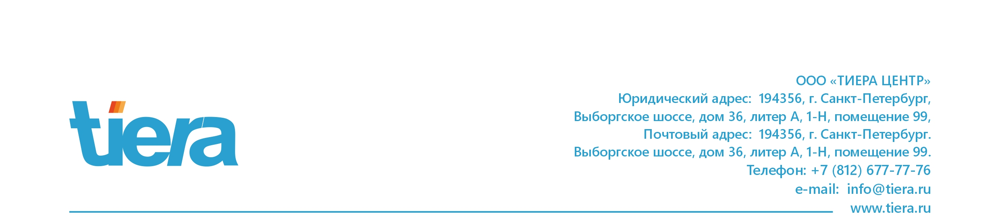 tiera
ООО «ТИЕРА ЦЕНТР»
Юридический адрес: 194356, г. Санкт-Петербург,
Выборгское шоссе, дом 36, литер А, 1-Н, помещение 99,
Почтовый адрес: 194356, г. Санкт-Петербург.
Выборгское шоссе, дом 36, литер А, 1-Н, помещение 99.
Телефон: +7 (812) 677-77-76
e-mail: info@tiera.ru
www.tiera.ru